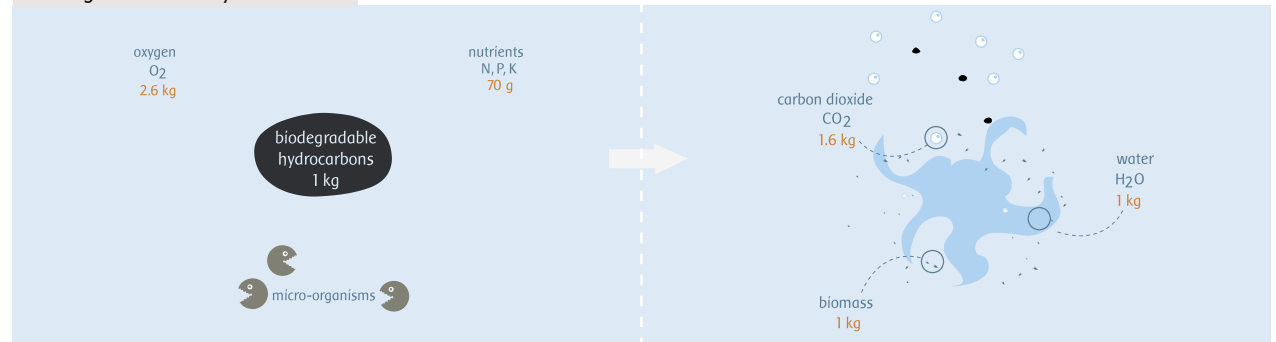 oxygen
O2
2.6 kg
nutrients
N, P, K
70 g
biodegradable
hydrocarbons
1 kg
micro-organisms
carbon dioxide
CO2
1.6 kg
water
H2O
1 kg
biomass
1 kg